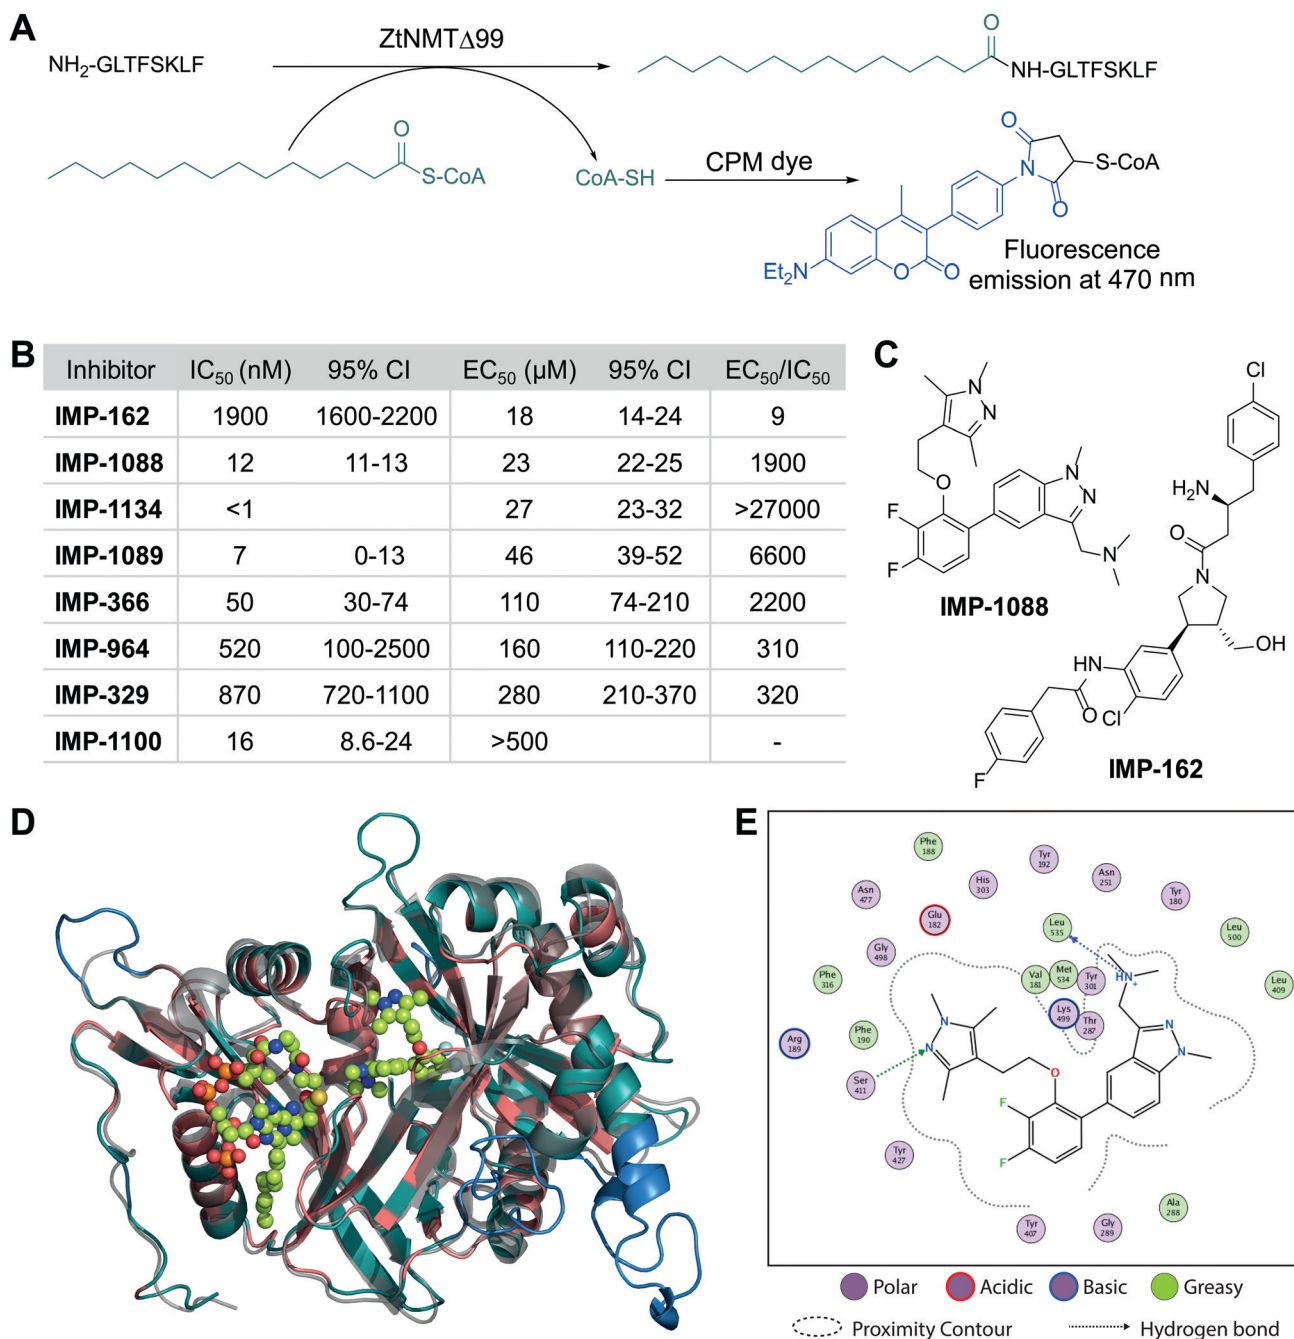 A
NH₂-GLTFSKLF
ZtNMTΔ99
O
NH-GLTFSKLF
O
S-CoA
CoA-SH
CPM dye
O
N
O
S-CoA
Et₂N
O
O
Fluorescence
emission at 470 nm
B
Inhibitor IC₅₀ (nM) 95% CI EC₅₀ (µM) 95% CI EC₅₀/IC₅₀
IMP-162 1900 1600-2200 18 14-24 9
IMP-1088 12 11-13 23 22-25 1900
IMP-1134 <1 27 23-32 >27000
IMP-1089 7 0-13 46 39-52 6600
IMP-366 50 30-74 110 74-210 2200
IMP-964 520 100-2500 160 110-220 310
IMP-329 870 720-1100 280 210-370 320
IMP-1100 16 8.6-24 >500 -
C
N
N
O
F
F
N
N
N
IMP-1088
Cl
H₂N
O
N
OH
HN
O
Cl
F
IMP-162
D
E
Phe 188
Tyr 192
His 303
Asn 251
Asn 477
Tyr 180
Glu 182
Leu 535
Leu 500
Gly 498
Phe 316
Val 181
Met 534
Tyr 301
HN+
Leu 409
Lys 499
Thr 287
Arg 189
Phe 190
N
N
N
N
Ser 411
O
F
F
Tyr 427
Ala 288
Tyr 407
Gly 289
Polar Acidic Basic Greasy
Proximity Contour Hydrogen bond